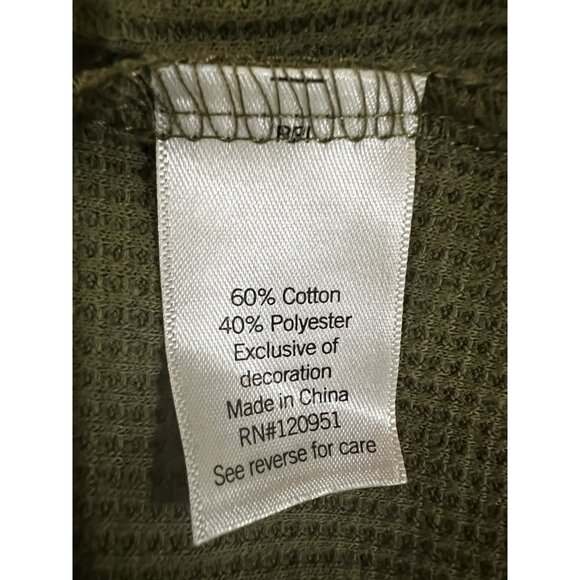 60% Cotton
40% Polyester
Exclusive of
decoration
Made in China
RN#120951
See reverse for care